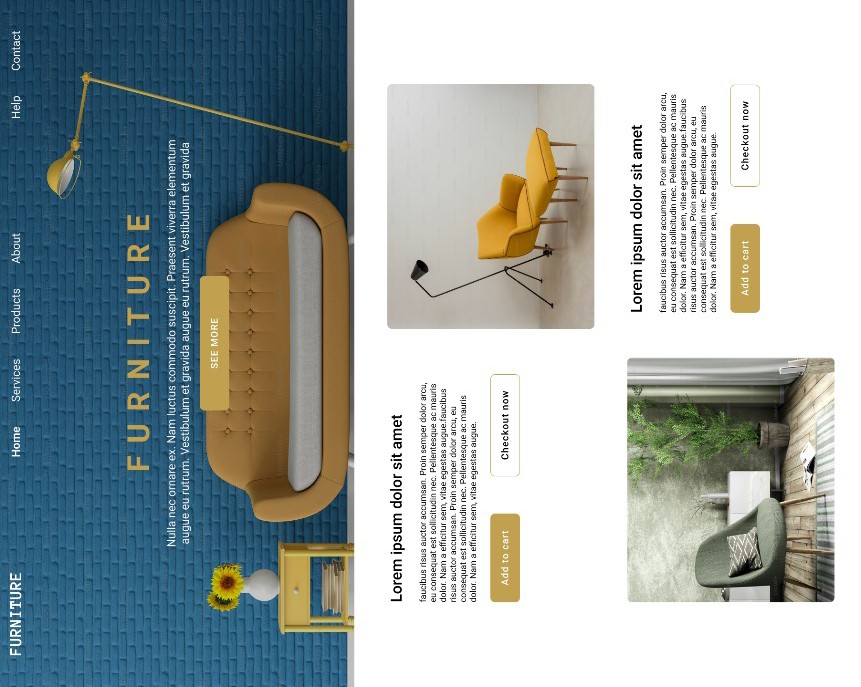 FURNITURE
Home
Services
Products
About
Help
Contact
FURNITURE
Nulla nec ornare ex. Nam luctus commodo suscipit. Praesent viverra elementum
augue eu rutrum. Vestibulum et gravida augue eu rutrum. Vestibulum et gravida
SEE MORE
Lorem ipsum dolor sit amet
faucibus risus auctor accumsan. Proin semper dolor arcu,
eu consequat est sollicitudin nec. Pellentesque ac mauris
dolor. Nam a efficitur sem, vitae egestas augue.faucibus
risus auctor accumsan. Proin semper dolor arcu, eu
consequat est sollicitudin nec. Pellentesque ac mauris
dolor. Nam a efficitur sem, vitae egestas augue.
Add to cart
Checkout now
Lorem ipsum dolor sit amet
faucibus risus auctor accumsan. Proin semper dolor arcu,
eu consequat est sollicitudin nec. Pellentesque ac mauris
dolor. Nam a efficitur sem, vitae egestas augue.faucibus
risus auctor accumsan. Proin semper dolor arcu, eu
consequat est sollicitudin nec. Pellentesque ac mauris
dolor. Nam a efficitur sem, vitae egestas augue.
Add to cart
Checkout now